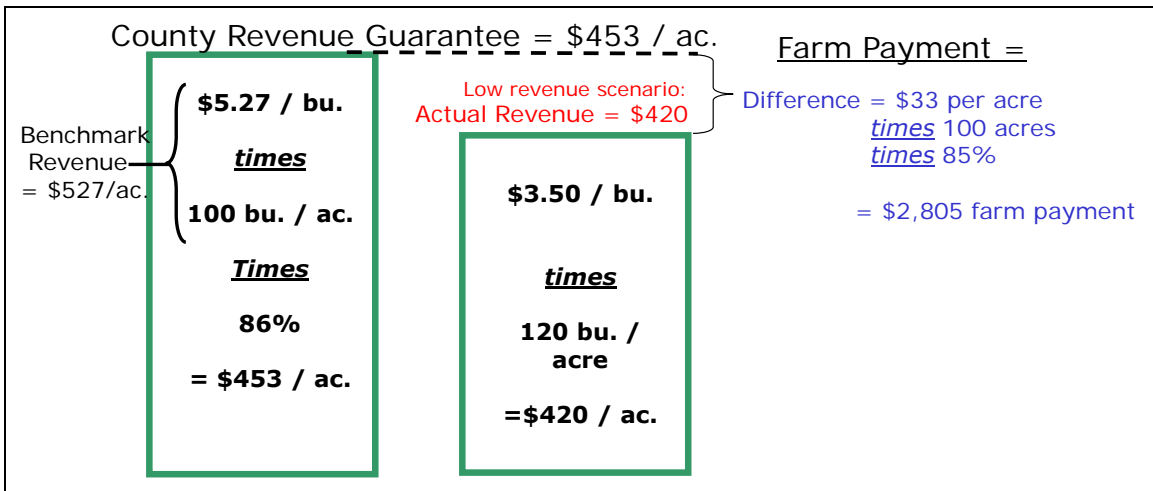 County Revenue Guarantee = $453 / ac.
Benchmark
Revenue
= $527/ac.
$5.27 / bu.
times
100 bu. / ac.
Times
86%
= $453 / ac.
Low revenue scenario:
Actual Revenue = $420
$3.50 / bu.
times
120 bu. /
acre
=$420 / ac.
Farm Payment =
Difference = $33 per acre
times 100 acres
times 85%
= $2,805 farm payment